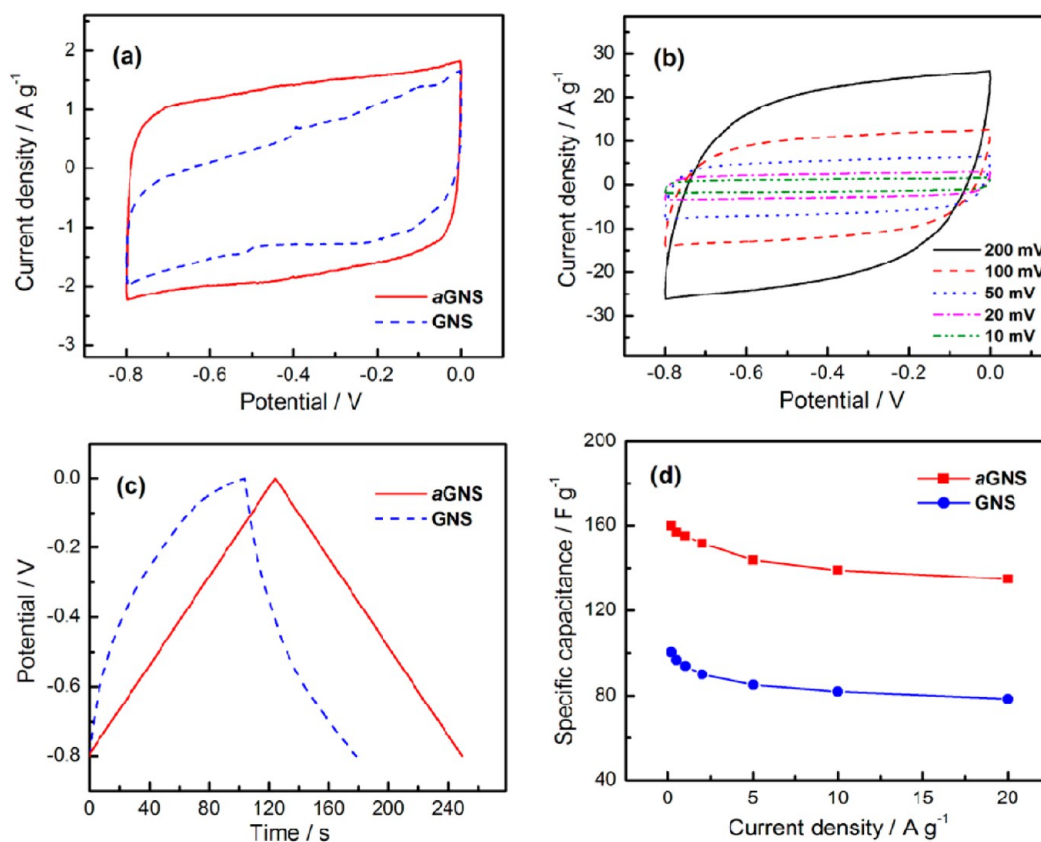 (a)
Current density / A g-1
2
1
0
-1
-2
-3
-0.8
-0.6
-0.4
-0.2
0.0
Potential / V
aGNS
GNS
(b)
Current density / A g-1
30
20
10
0
-10
-20
-30
-0.8
-0.6
-0.4
-0.2
0.0
Potential / V
200 mV
100 mV
50 mV
20 mV
10 mV
(c)
Potential / V
0.0
-0.2
-0.4
-0.6
-0.8
0
40
80
120
160
200
240
Time / s
aGNS
GNS
(d)
Specific capacitance / F g-1
200
160
120
80
40
0
5
10
15
20
Current density / A g-1
aGNS
GNS